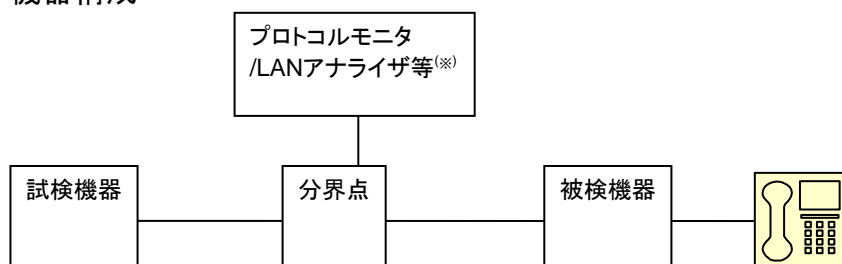 機器構成
プロトコルモニタ
/LANアナライザ等(※)
試検機器
分界点
被検機器